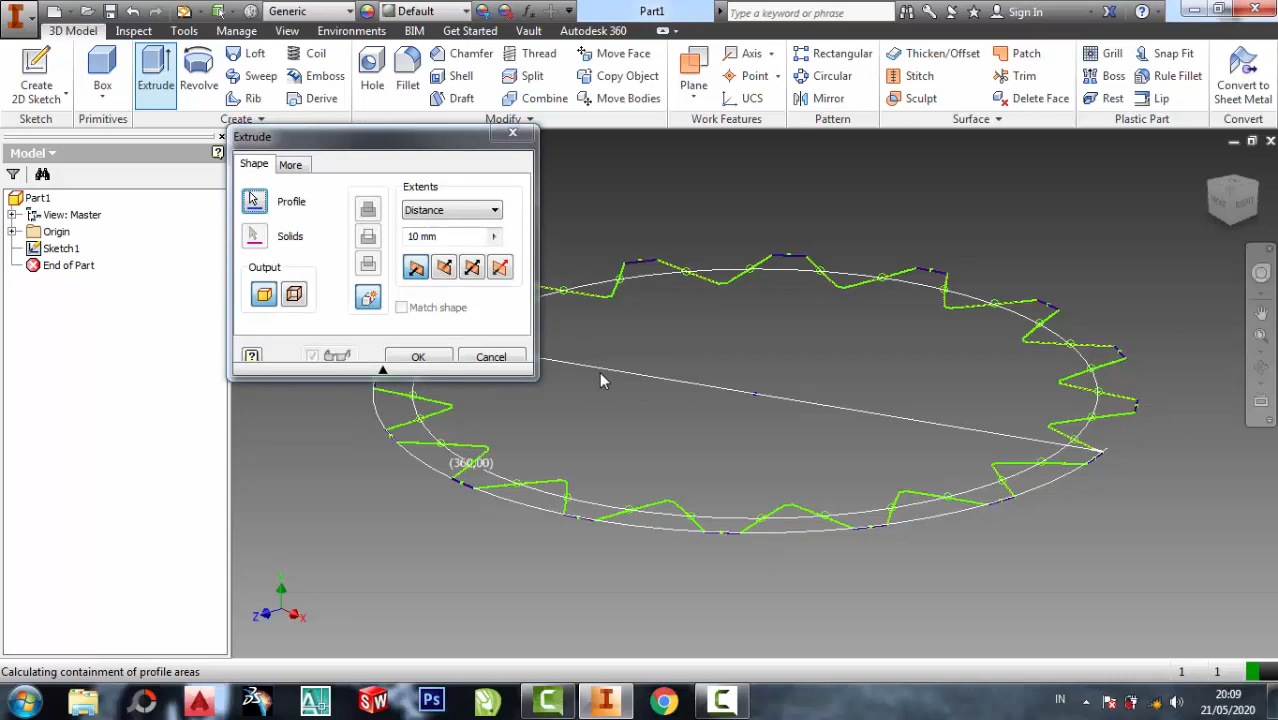 Generic
Default
Part1
Type a keyword or phrase
Sign In
3D Model
Inspect
Tools
Manage
View
Environments
BIM
Get Started
Vault
Autodesk 360
Create
2D Sketch
Sketch
Box
Primitives
Extrude
Revolve
Loft
Sweep
Rib
Coil
Emboss
Derive
Create
Hole
Fillet
Chamfer
Shell
Draft
Thread
Split
Combine
Move Face
Copy Object
Move Bodies
Modify
Plane
Axis
Point
UCS
Work Features
Rectangular
Circular
Mirror
Pattern
Thicken/Offset
Stitch
Sculpt
Patch
Trim
Delete Face
Surface
Grill
Boss
Rest
Snap Fit
Rule Fillet
Lip
Plastic Part
Convert to
Sheet Metal
Convert
Model
Part1
View: Master
Origin
Sketch1
End of Part
Extrude
Shape
More
Profile
Solids
Output
Extents
Distance
10 mm
Match shape
OK
Cancel
(360,00)
Y
Z
X
Calculating containment of profile areas
1
1
IN
20:09
21/05/2020